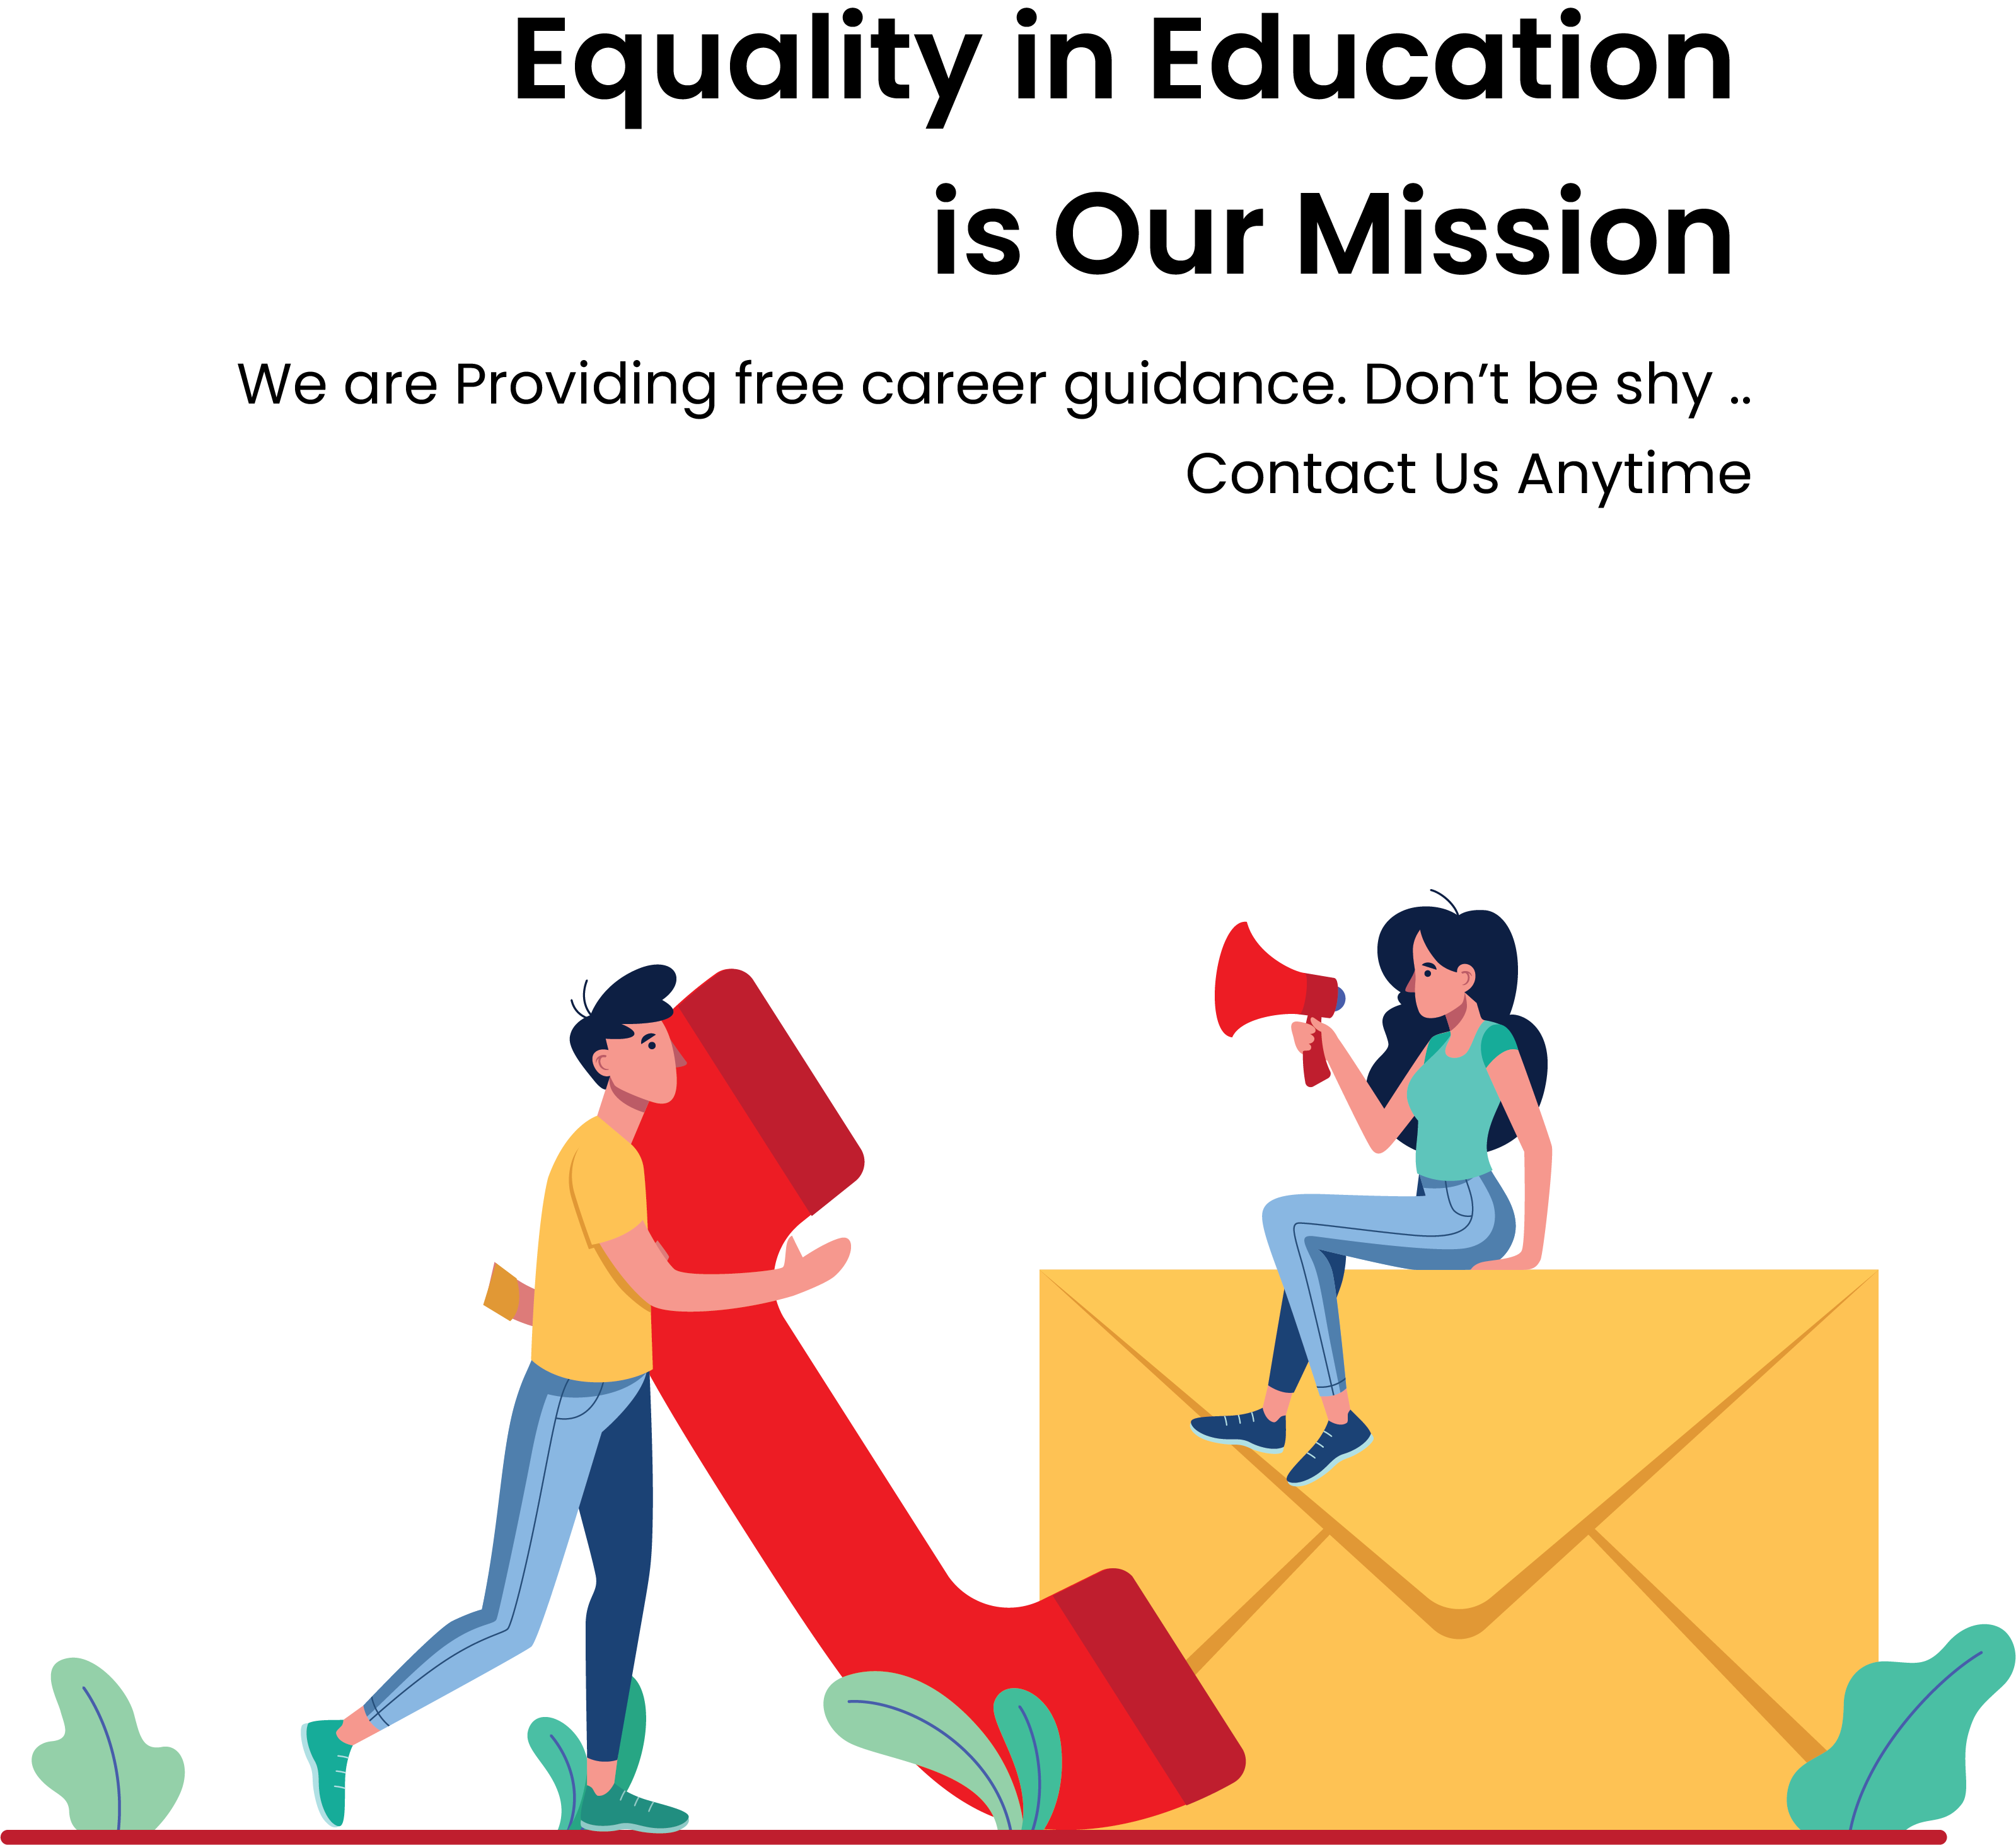 Equality in Education
is Our Mission
We are Providing free career guidance. Don’t be shy ..
Contact Us Anytime